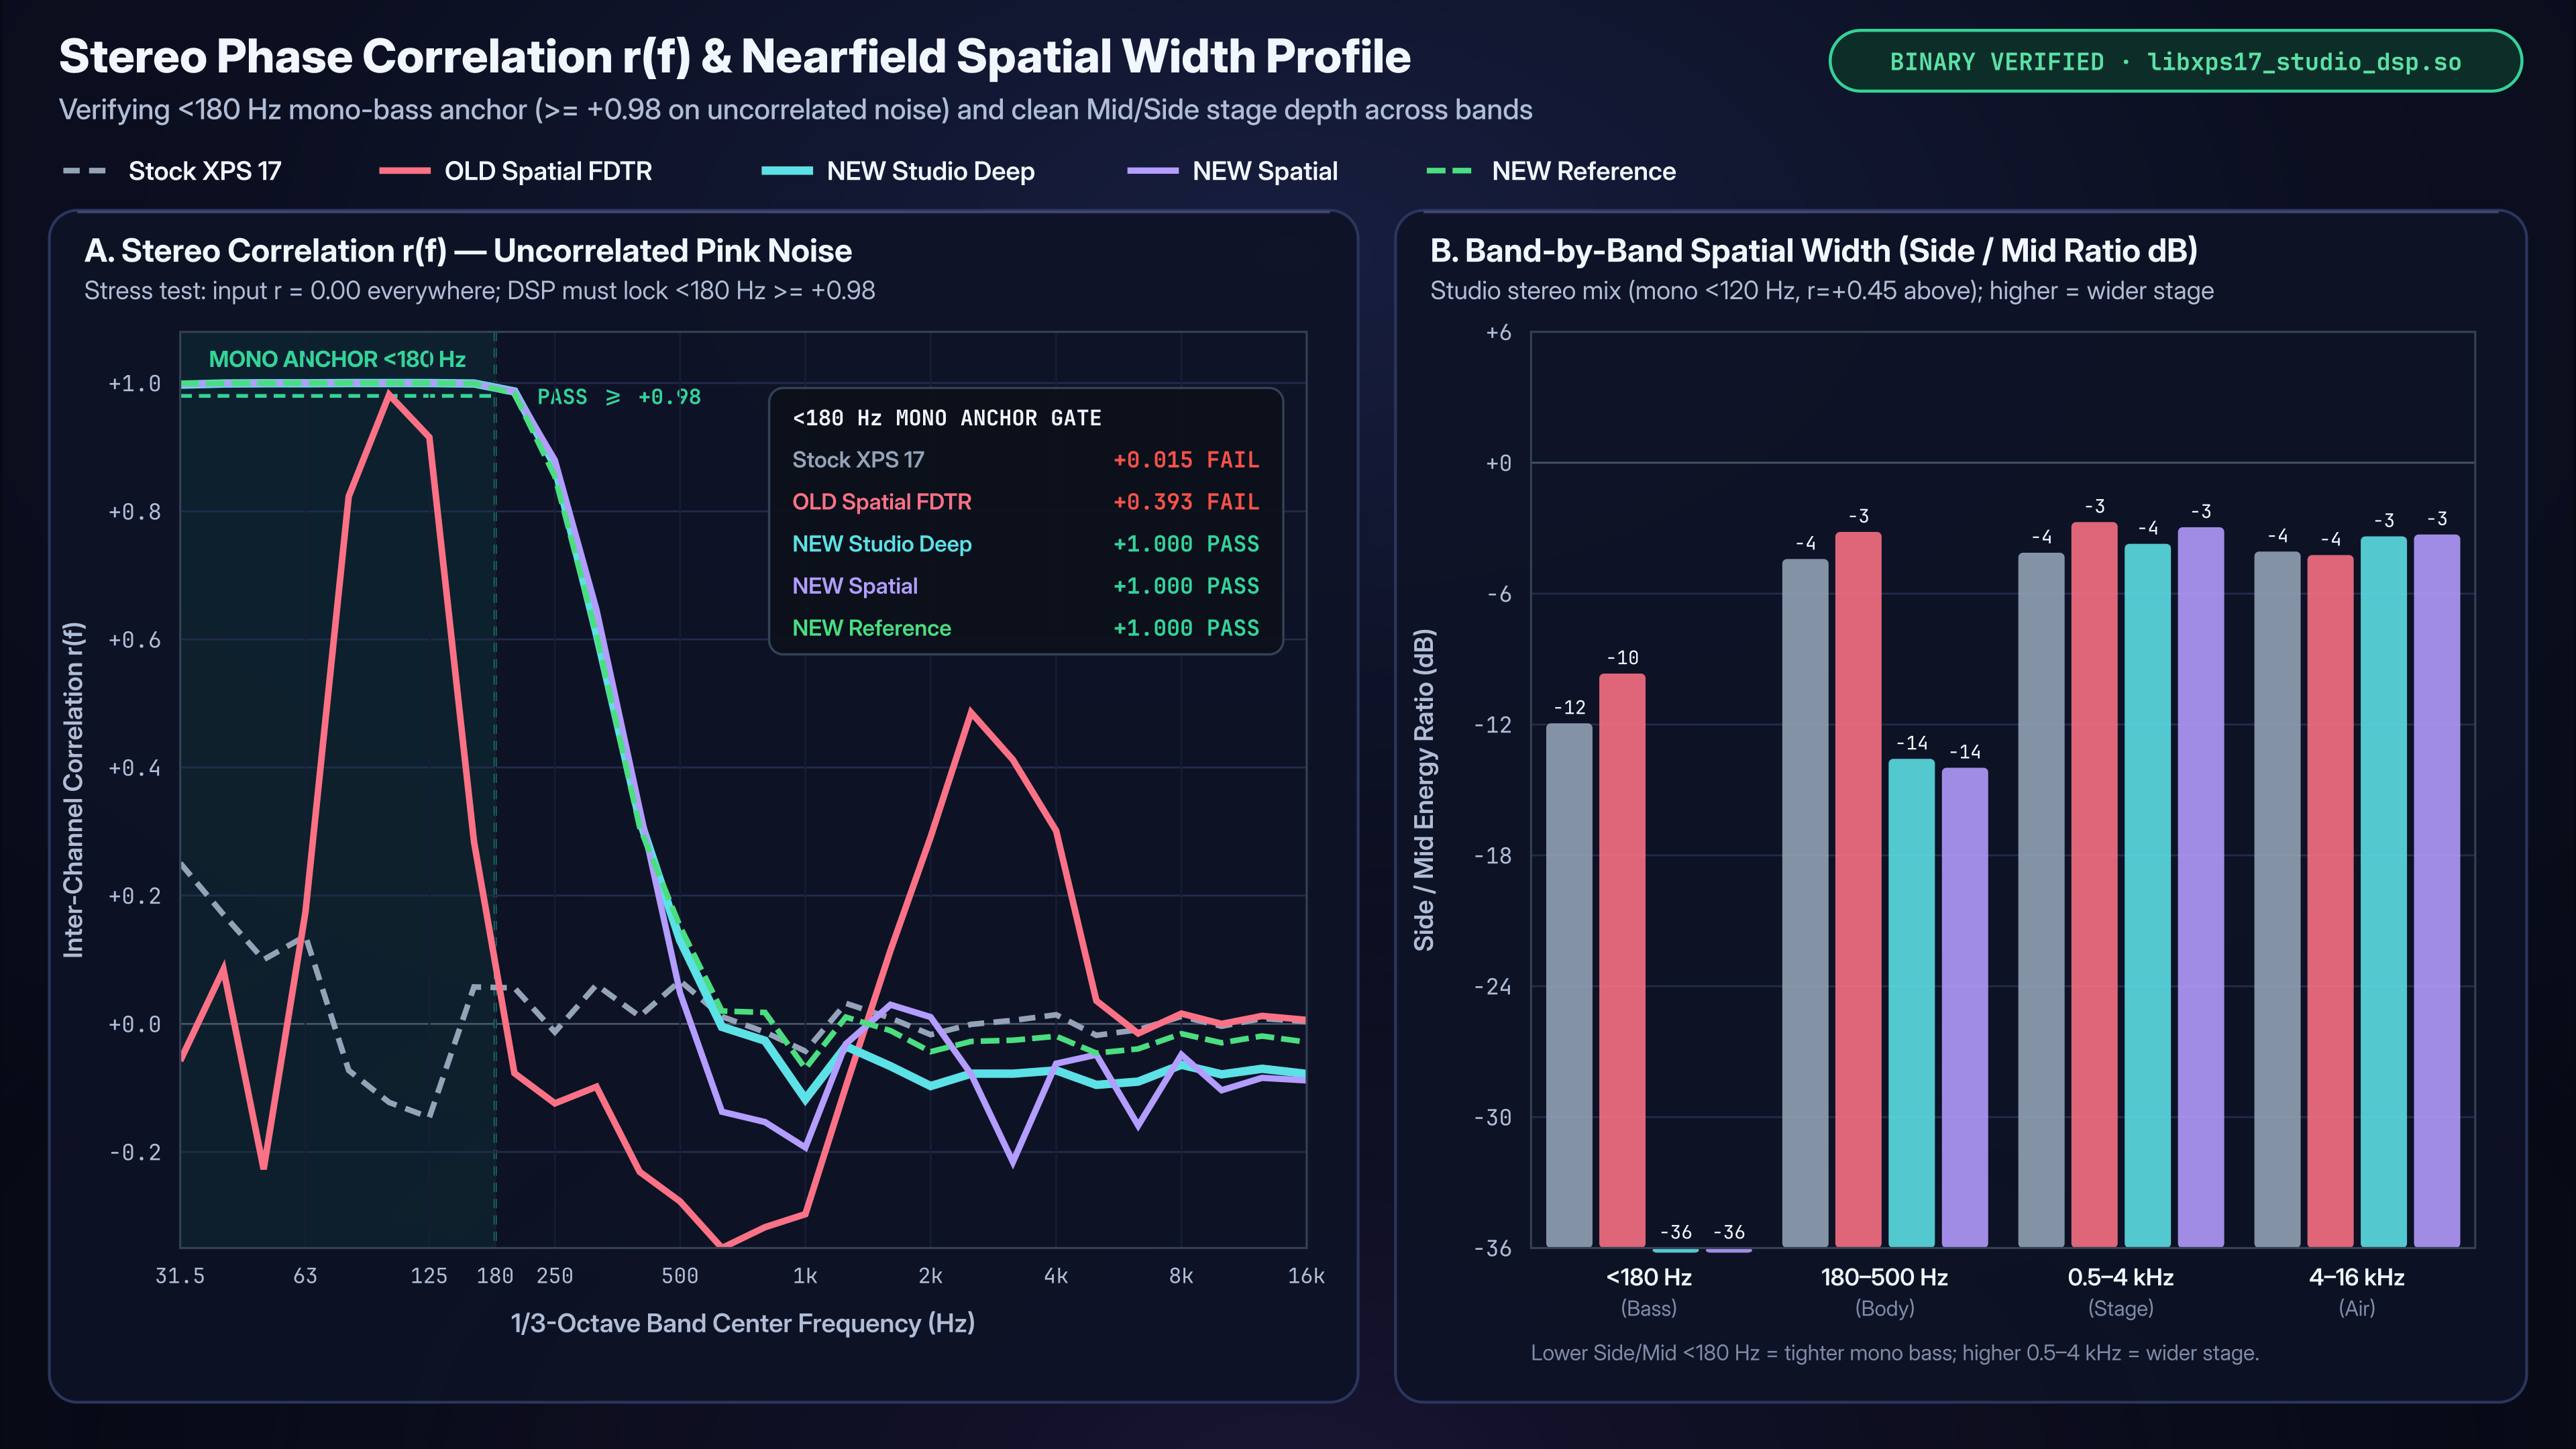 Stereo Phase Correlation r(f) & Nearfield Spatial Width Profile
BINARY VERIFIED · libxps17_studio_dsp.so
Verifying <180 Hz mono-bass anchor (>= +0.98 on uncorrelated noise) and clean Mid/Side stage depth across bands
Stock XPS 17
OLD Spatial FDTR
NEW Studio Deep
NEW Spatial
NEW Reference
A. Stereo Correlation r(f) — Uncorrelated Pink Noise
Stress test: input r = 0.00 everywhere; DSP must lock <180 Hz >= +0.98
MONO ANCHOR <180 Hz
PASS ⩾ +0.98
<180 Hz MONO ANCHOR GATE
Stock XPS 17 +0.015 FAIL
OLD Spatial FDTR +0.393 FAIL
NEW Studio Deep +1.000 PASS
NEW Spatial +1.000 PASS
NEW Reference +1.000 PASS
Inter-Channel Correlation r(f)
+1.0
+0.8
+0.6
+0.4
+0.2
+0.0
-0.2
31.5 63 125 180 250 500 1k 2k 4k 8k 16k
1/3-Octave Band Center Frequency (Hz)
B. Band-by-Band Spatial Width (Side / Mid Ratio dB)
Studio stereo mix (mono <120 Hz, r=+0.45 above); higher = wider stage
Side / Mid Energy Ratio (dB)
+6
+0
-6
-12
-18
-24
-30
-36
-12 -10 -36 -36
-4 -3 -14 -14
-4 -3 -4 -3
-4 -4 -3 -3
<180 Hz 180–500 Hz 0.5–4 kHz 4–16 kHz
(Bass) (Body) (Stage) (Air)
Lower Side/Mid <180 Hz = tighter mono bass; higher 0.5–4 kHz = wider stage.